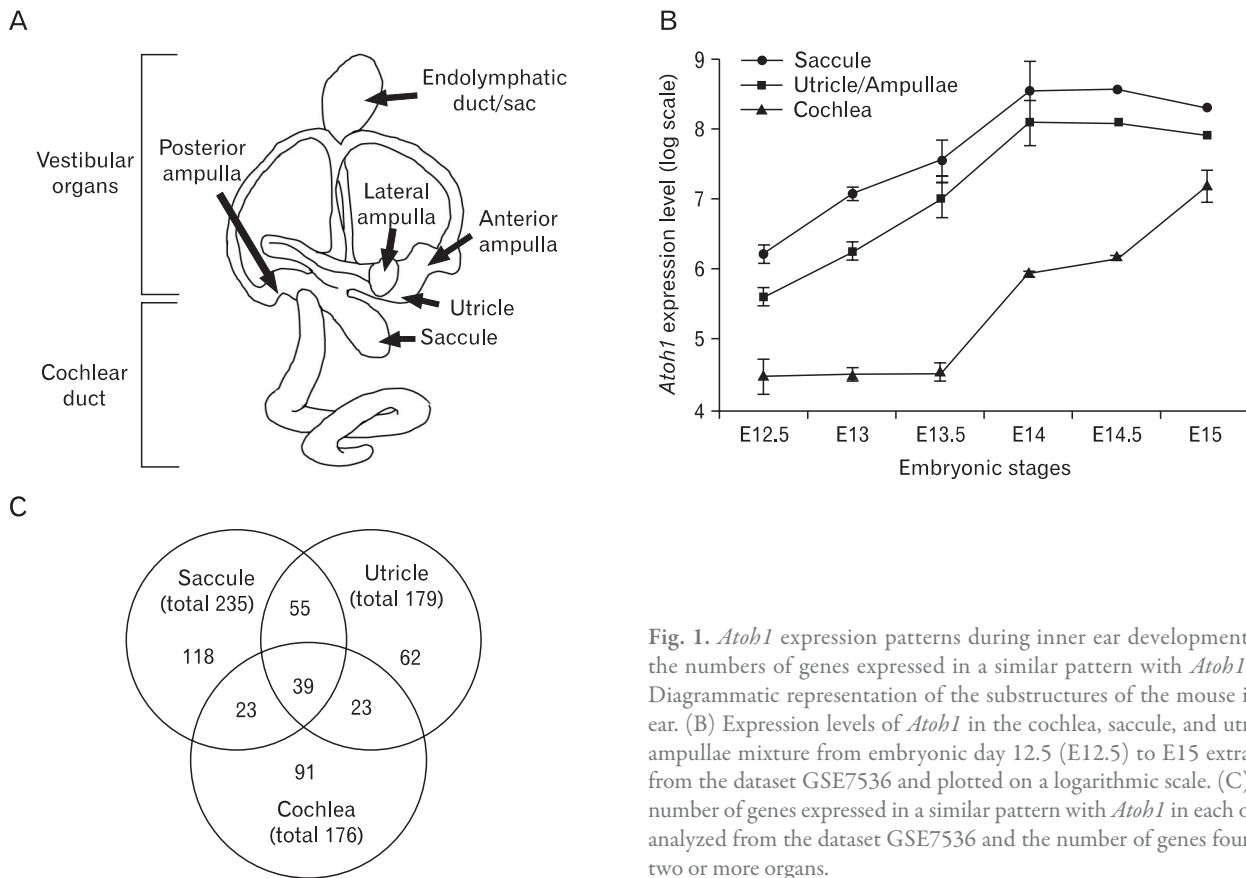 A
Vestibular
organs
Cochlear
duct
Endolymphatic
duct/sac
Posterior
ampulla
Lateral
ampulla
Anterior
ampulla
Utricle
Saccule
B
Saccule
Utricle/Ampullae
Cochlea
Atoh1 expression level (log scale)
9
8
7
6
5
4
E12.5 E13 E13.5 E14 E14.5 E15
Embryonic stages
C
Saccule
(total 235)
Utricle
(total 179)
55
118
62
39
23
23
91
Cochlea
(total 176)
Fig. 1. Atoh1 expression patterns during inner ear development
the numbers of genes expressed in a similar pattern with Atoh1
Diagrammatic representation of the substructures of the mouse i
ear. (B) Expression levels of Atoh1 in the cochlea, saccule, and utr
ampullae mixture from embryonic day 12.5 (E12.5) to E15 extra
from the dataset GSE7536 and plotted on a logarithmic scale. (C)
number of genes expressed in a similar pattern with Atoh1 in each o
analyzed from the dataset GSE7536 and the number of genes four
two or more organs.